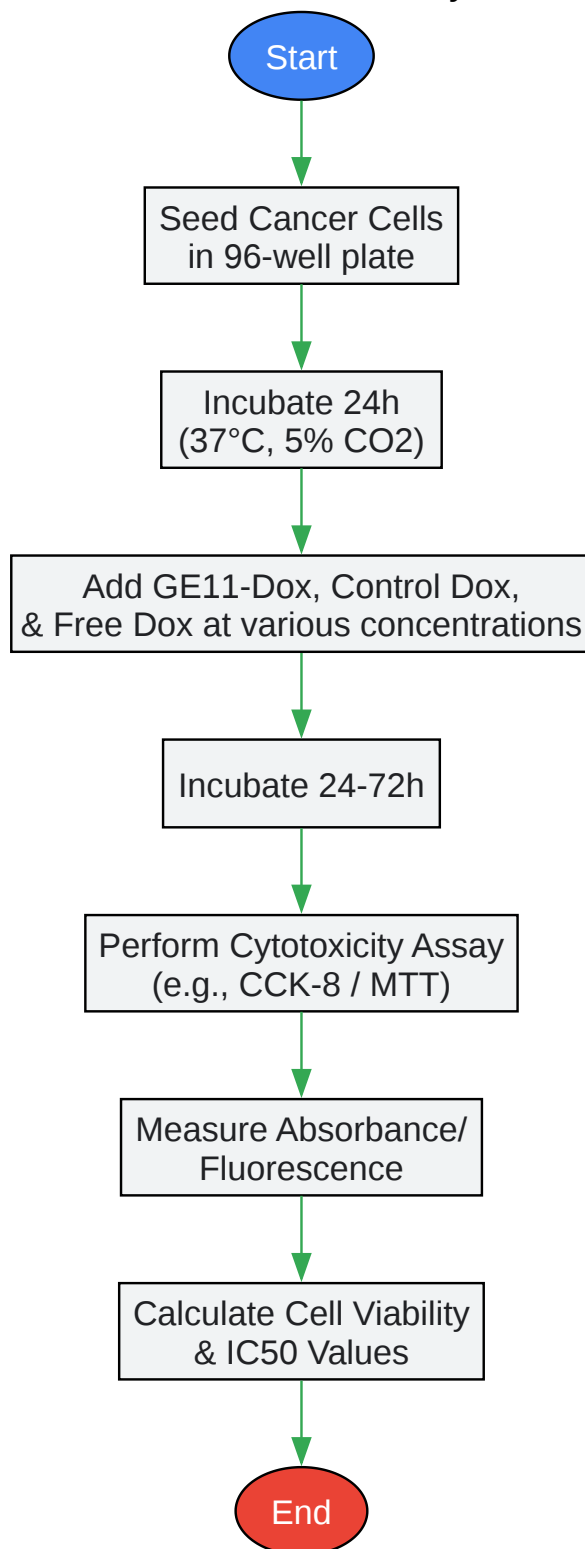 Start
Seed Cancer Cells
in 96-well plate
Incubate 24h
(37°C, 5% CO2)
Add GE11-Dox, Control Dox,
& Free Dox at various concentrations
Incubate 24-72h
Perform Cytotoxicity Assay
(e.g., CCK-8 / MTT)
Measure Absorbance/
Fluorescence
Calculate Cell Viability
& IC50 Values
End